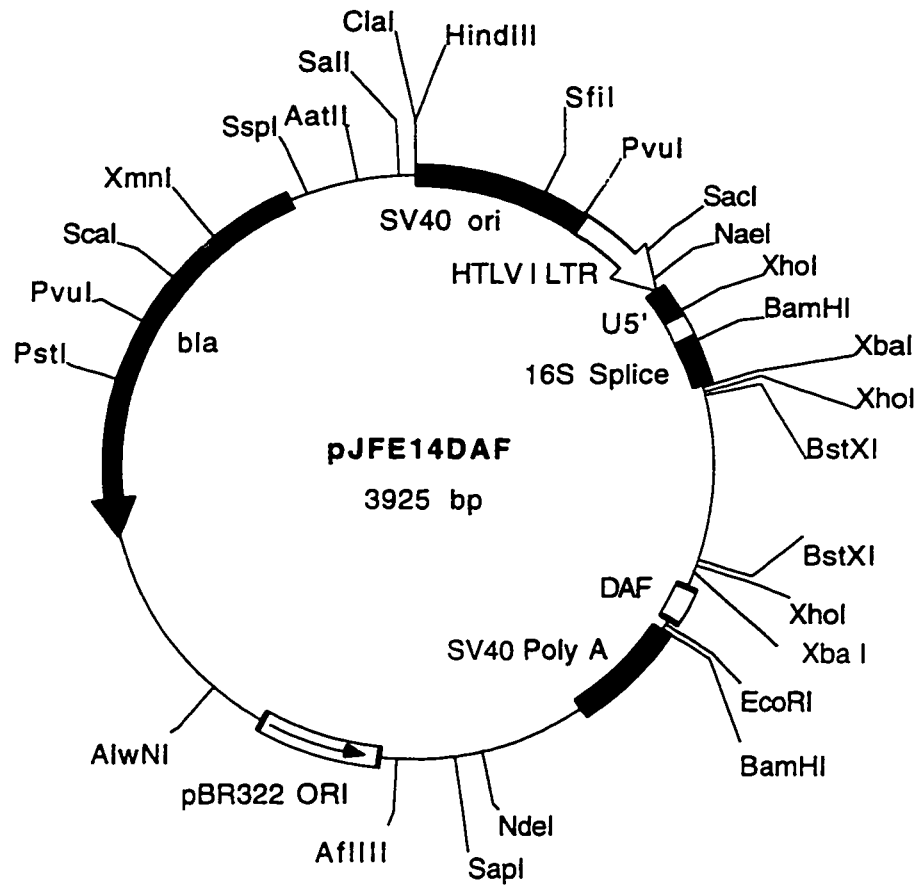 ClaI
HindIII
SalI
SfiI
AatII
SspI
PvuI
XmnI
SacI
SV40 ori
ScaI
NaeI
HTLV I LTR
XhoI
PvuI
U5'
BamHI
bla
PstI
XbaI
16S Splice
XhoI
pJFE14DAF
BstXI
3925 bp
BstXI
DAF
XhoI
SV40 Poly A
Xba I
EcoRI
AlwNI
BamHI
pBR322 ORI
NdeI
AflIII
SapI